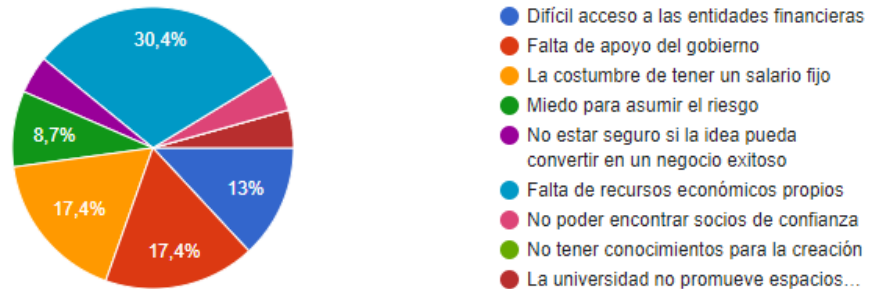 30,4%
8,7%
13%
17,4%
17,4%
Difícil acceso a las entidades financieras
Falta de apoyo del gobierno
La costumbre de tener un salario fijo
Miedo para asumir el riesgo
No estar seguro si la idea pueda
convertir en un negocio exitoso
Falta de recursos económicos propios
No poder encontrar socios de confianza
No tener conocimientos para la creación
La universidad no promueve espacios...